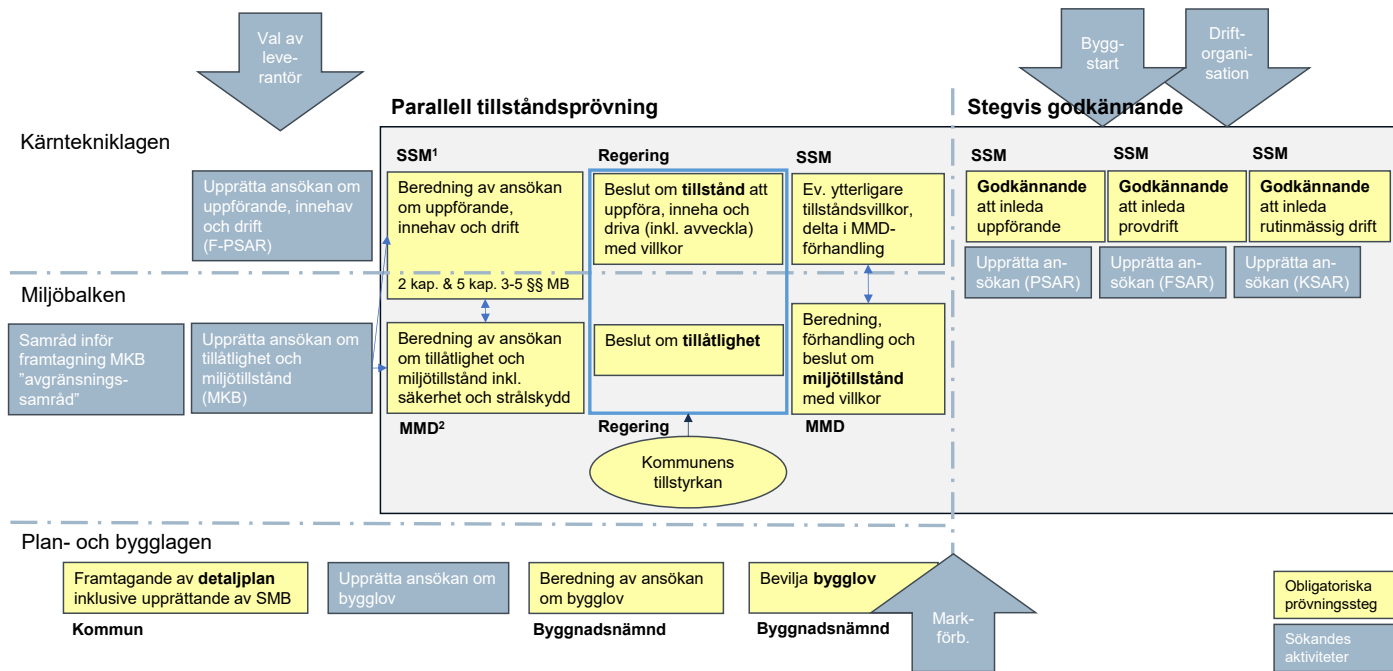 Val av
leve-
rantör
Bygg-
start
Drift-
organi-
sation
Parallell tillståndsprövning
Stegvis godkännande
Kärntekniklagen
SSM¹
Regering
SSM
SSM
SSM
SSM
Upprätta ansökan om
uppförande, innehav
och drift
(F-PSAR)
Beredning av ansökan
om uppförande,
innehav och drift
2 kap. & 5 kap. 3-5 §§ MB
Beslut om tillstånd att
uppföra, inneha och
driva (inkl. avveckla)
med villkor
Ev. ytterligare
tillståndsvillkor,
delta i MMD-
förhandling
Godkännande
att inleda
uppförande
Godkännande
att inleda
provdrift
Godkännande
att inleda
rutinmässig drift
Upprätta an-
sökan (PSAR)
Upprätta an-
sökan (FSAR)
Upprätta an-
sökan (KSAR)
Miljöbalken
Samråd inför
framtagning MKB
"avgränsnings-
samråd"
Upprätta ansökan om
tillåtlighet och
miljötillstånd
(MKB)
Beredning av ansökan
om tillåtlighet och
miljötillstånd inkl.
säkerhet och strålskydd
Beslut om tillåtlighet
Beredning,
förhandling och
beslut om
miljötillstånd
med villkor
MMD²
Regering
MMD
Kommunens
tillstyrkan
Plan- och bygglagen
Framtagande av detaljplan
inklusive upprättande av SMB
Upprätta ansökan om
bygglov
Beredning av ansökan
om bygglov
Bevilja bygglov
Kommun
Byggnadsnämnd
Byggnadsnämnd
Mark-
förb.
Obligatoriska
prövningssteg
Sökandes
aktiviteter